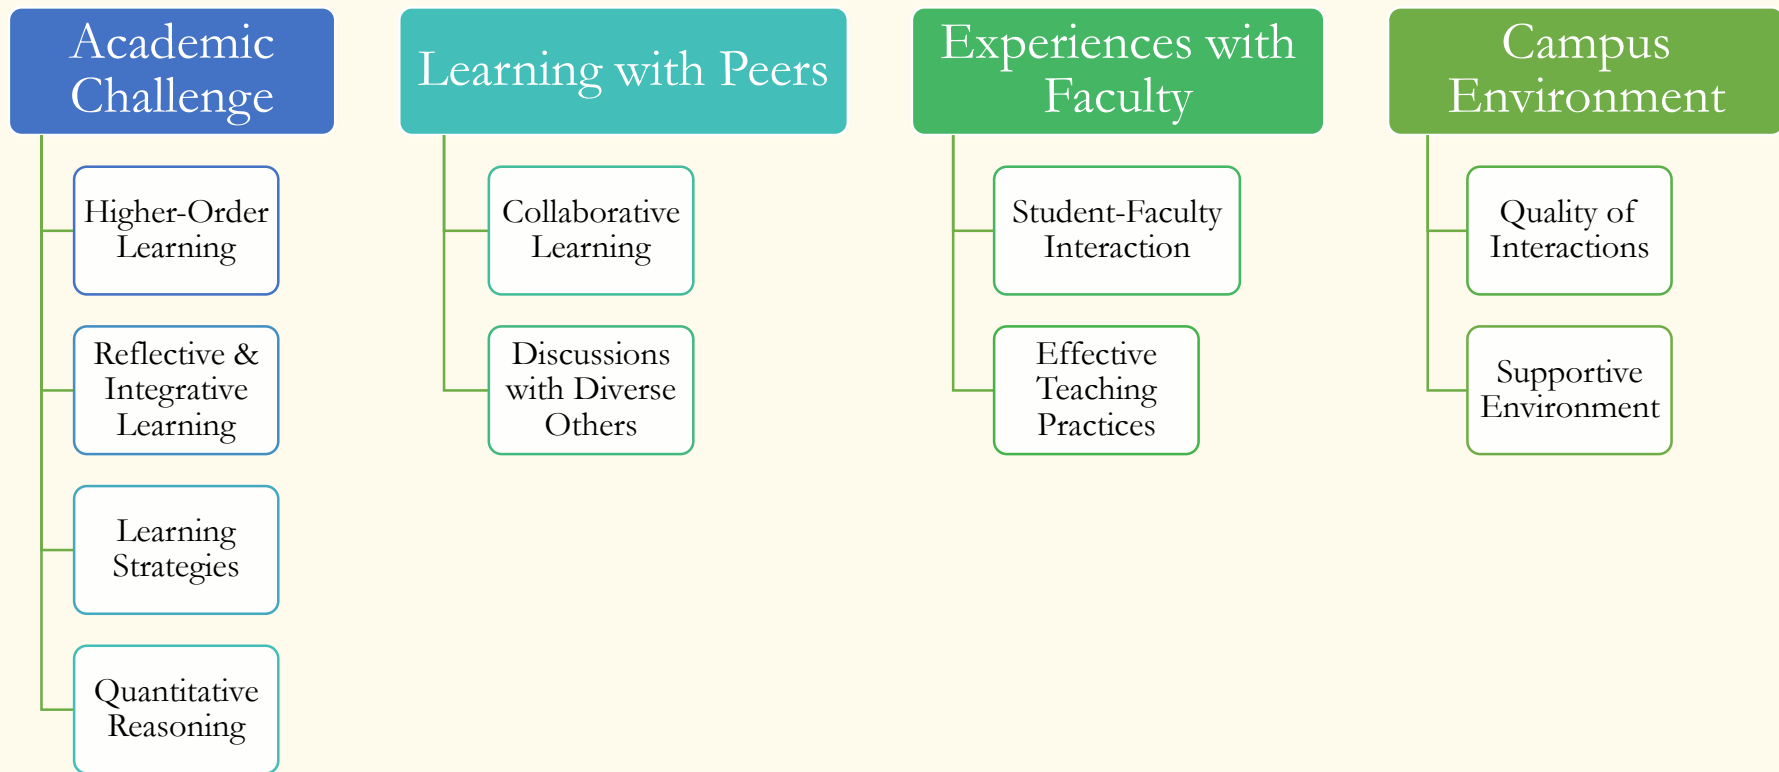 Academic
Challenge
Higher-Order
Learning
Reflective &
Integrative
Learning
Learning
Strategies
Quantitative
Reasoning
Learning with Peers
Collaborative
Learning
Discussions
with Diverse
Others
Experiences with
Faculty
Student-Faculty
Interaction
Effective
Teaching
Practices
Campus
Environment
Quality of
Interactions
Supportive
Environment